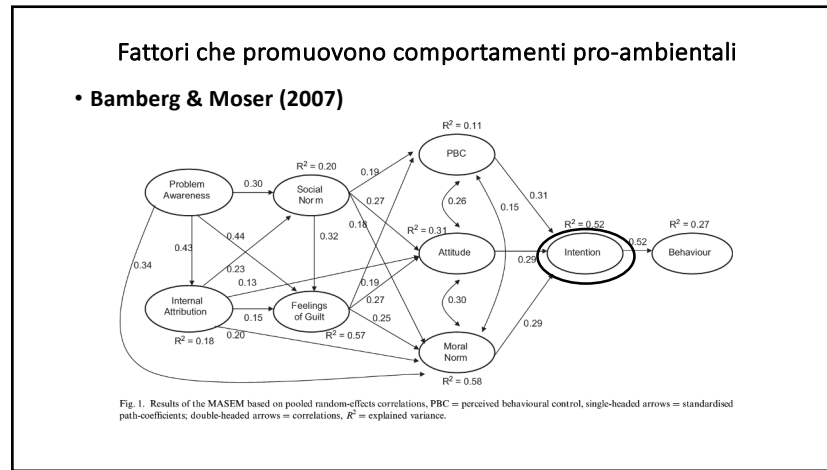 Fattori che promuovono comportamenti pro-ambientali
• Bamberg & Moser (2007)
R² = 0.11
PBC
R² = 0.20
Problem
Awareness
0.30
Social
Norm
0.19
0.27
0.18
0.26
0.31
0.15
R² = 0.52
R² = 0.27
R² = 0.31
0.44
0.43
0.32
0.34
0.23
0.13
Attitude
0.29
Intention
0.52
Behaviour
0.19
0.27
0.25
0.30
0.29
Internal
Attribution
0.15
Feelings
of Guilt
R² = 0.57
R² = 0.18
0.20
Moral
Norm
R² = 0.58
Fig. 1. Results of the MASEM based on pooled random-effects correlations, PBC = perceived behavioural control, single-headed arrows = standardised
path-coefficients; double-headed arrows = correlations, R² = explained variance.